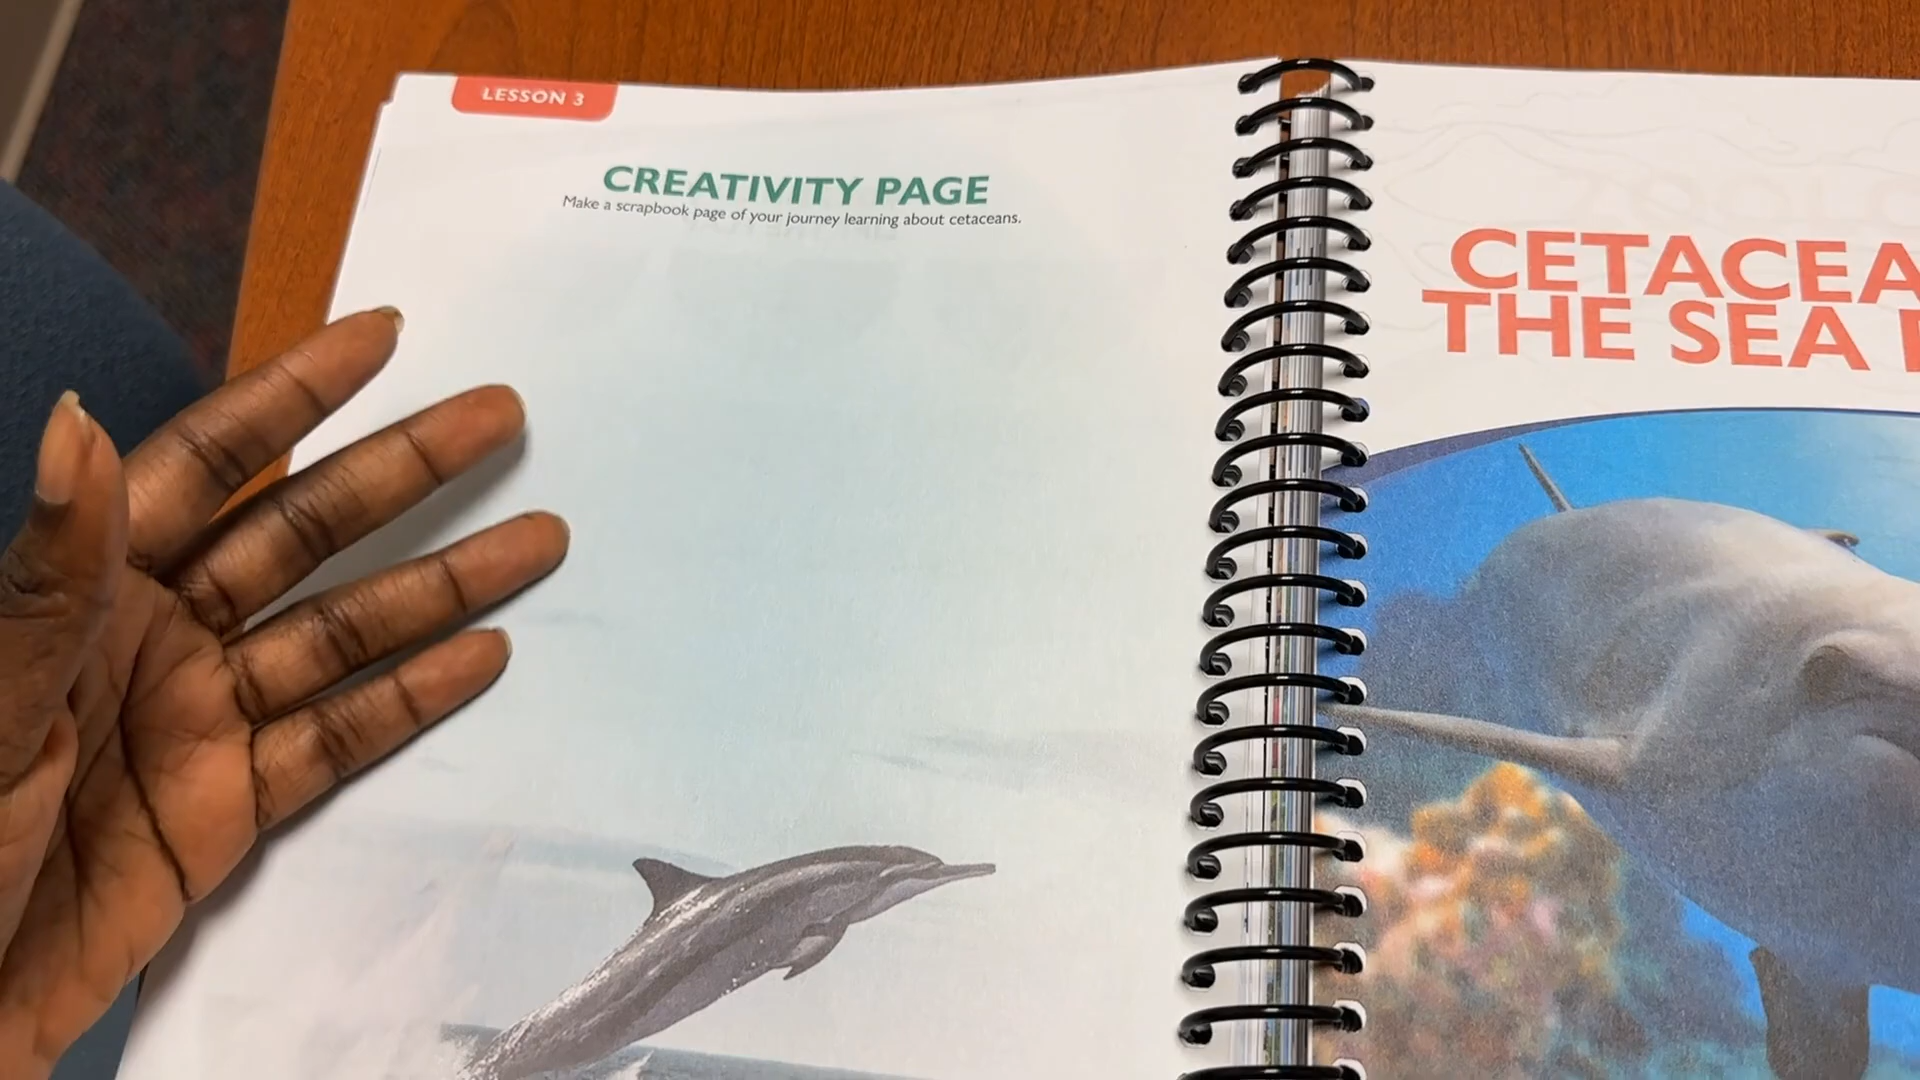 LESSON 3
CREATIVITY PAGE
Make a scrapbook page of your journey learning about cetaceans.
CETACEA
THE SEA